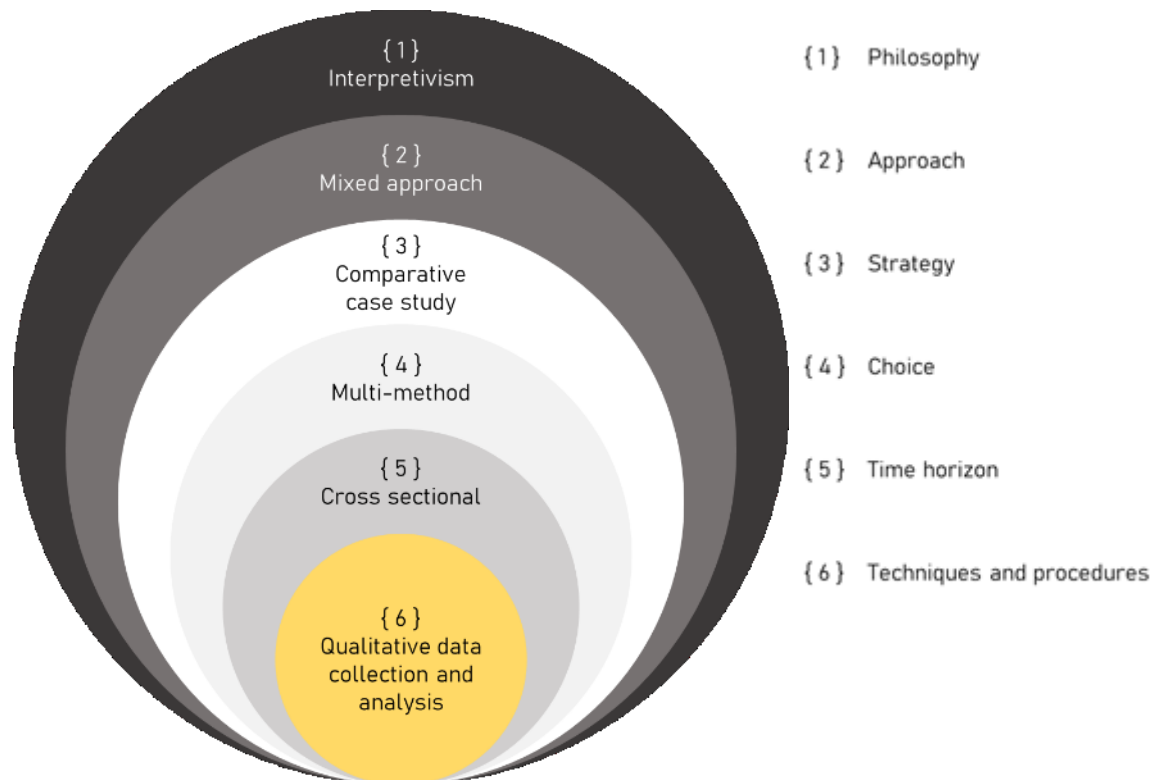 { 1 }
Interpretivism
{ 2 }
Mixed approach
{ 3 }
Comparative
case study
{ 4 }
Multi-method
{ 5 }
Cross sectional
{ 6 }
Qualitative data
collection and
analysis
{ 1 } Philosophy
{ 2 } Approach
{ 3 } Strategy
{ 4 } Choice
{ 5 } Time horizon
{ 6 } Techniques and procedures